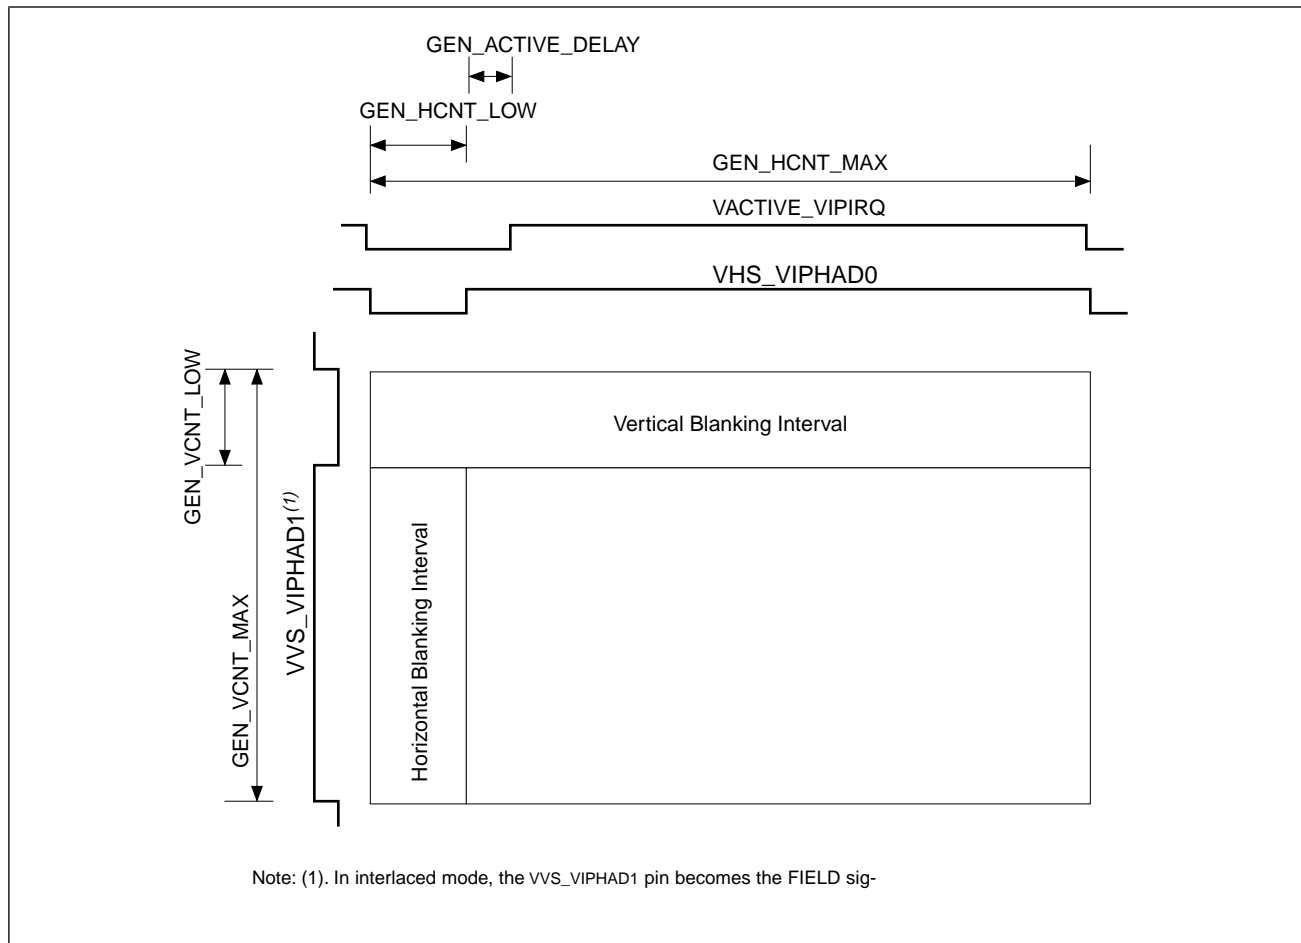 GEN_ACTIVE_DELAY
GEN_HCNT_LOW
GEN_HCNT_MAX
VACTIVE_VIPIRQ
VHS_VIPHAD0
GEN_VCNT_LOW
Vertical Blanking Interval
VVS_VIPHAD1(1)
GEN_VCNT_MAX
Horizontal Blanking Interval
Note: (1). In interlaced mode, the VVS_VIPHAD1 pin becomes the FIELD sig-